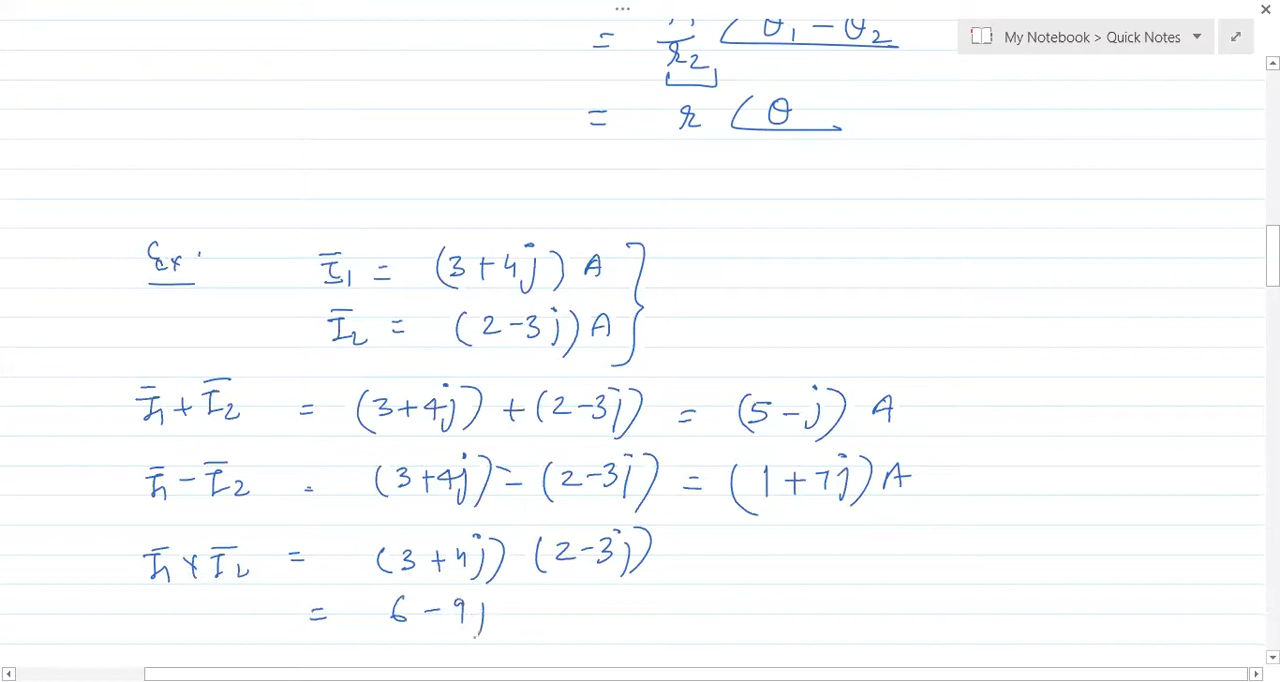 ...
My Notebook > Quick Notes
= r1/r2 ∠θ1 - θ2
= r ∠θ
Ex.
Ī1 = (3+4j) A
Ī2 = (2-3j) A
Ī1 + Ī2 = (3+4j) + (2-3j) = (5-j) A
Ī1 - Ī2 = (3+4j) - (2-3j) = (1+7j) A
Ī1 x Ī2 = (3+4j) (2-3j)
= 6 - 9j